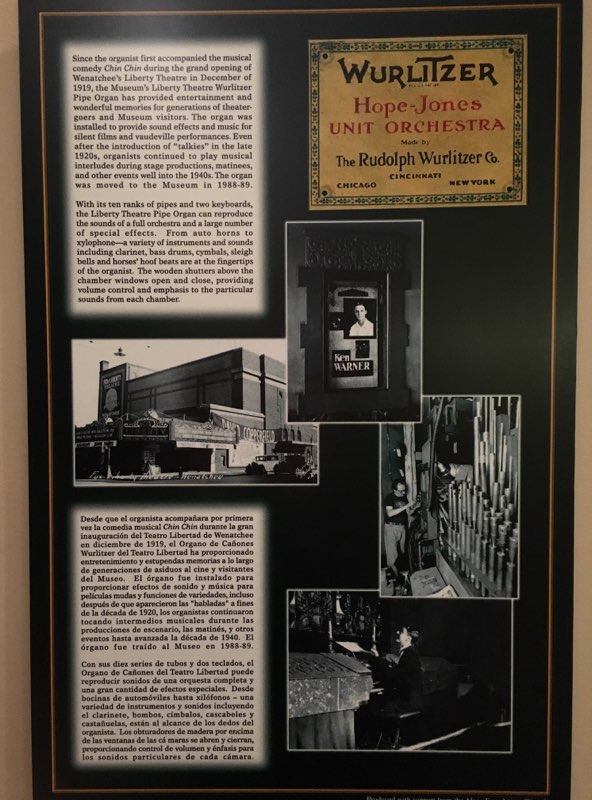 Since the organist first accompanied the musical
comedy Chin Chin during the grand opening of
Wenatchee's Liberty Theatre in December of
1919, the Museum's Liberty Theatre Wurlitzer
Pipe Organ has provided entertainment and
wonderful memories for generations of theater-
goers and Museum visitors. The organ was
installed to provide sound effects and music for
silent films and vaudeville performances. Even
after the introduction of "talkies" in the late
1920s, organists continued to play musical
interludes during stage productions, matinees,
and other events well into the 1940s. The organ
was moved to the Museum in 1988-89.
With its ten ranks of pipes and two keyboards,
the Liberty Theatre Pipe Organ can reproduce
the sounds of a full orchestra and a large number
of special effects. From auto horns to
xylophone—a variety of instruments and sounds
including clarinet, bass drums, cymbals, sleigh
bells and horses' hoof beats are at the fingertips
of the organist. The wooden shutters above the
chamber windows open and close, providing
volume control and emphasis to the particular
sounds from each chamber.
WURLITZER
Hope-Jones
UNIT ORCHESTRA
Made by
The Rudolph Wurlitzer Co.
CINCINNATI
CHICAGO NEW YORK
Ken
WARNER
DAVID COPPERFIELD
Desde que el organista acompañara por primera
vez la comedia musical Chin Chin durante la gran
inauguración del Teatro Libertad de Wenatchee
en diciembre de 1919, el Organo de Cañones
Wurlitzer del Teatro Libertad ha proporcionado
entretenimiento y estupendas memorias a lo largo
de generaciones de asiduos al cine y visitantes
del Museo. El órgano fue instalado para
proporcionar efectos de sonido y música para
películas mudas y funciones de variedades, incluso
después de que aparecieron las "habladas" a fines
de la década de 1920, los organistas continuaron
tocando intermedios musicales durante las
producciones de escenario, las matinés, y otros
eventos hasta avanzada la década de 1940. El
órgano fue traído al Museo en 1988-89.
Con sus diez series de tubos y dos teclados, el
Organo de Cañones del Teatro Libertad puede
reproducir sonidos de una orquesta completa y
una gran cantidad de efectos especiales. Desde
bocinas de automóviles hasta xilófonos – una
variedad de instrumentos y sonidos incluyendo
el clarinete, bombos, címbalos, cascabeles y
castañuelas, están al alcance de los dedos del
organista. Los obturadores de madera por encima
de las ventanas de las cá maras se abren y cierran,
proporcionando control de volumen y énfasis para
los sonidos particulares de cada cámara.
Produced with support from the